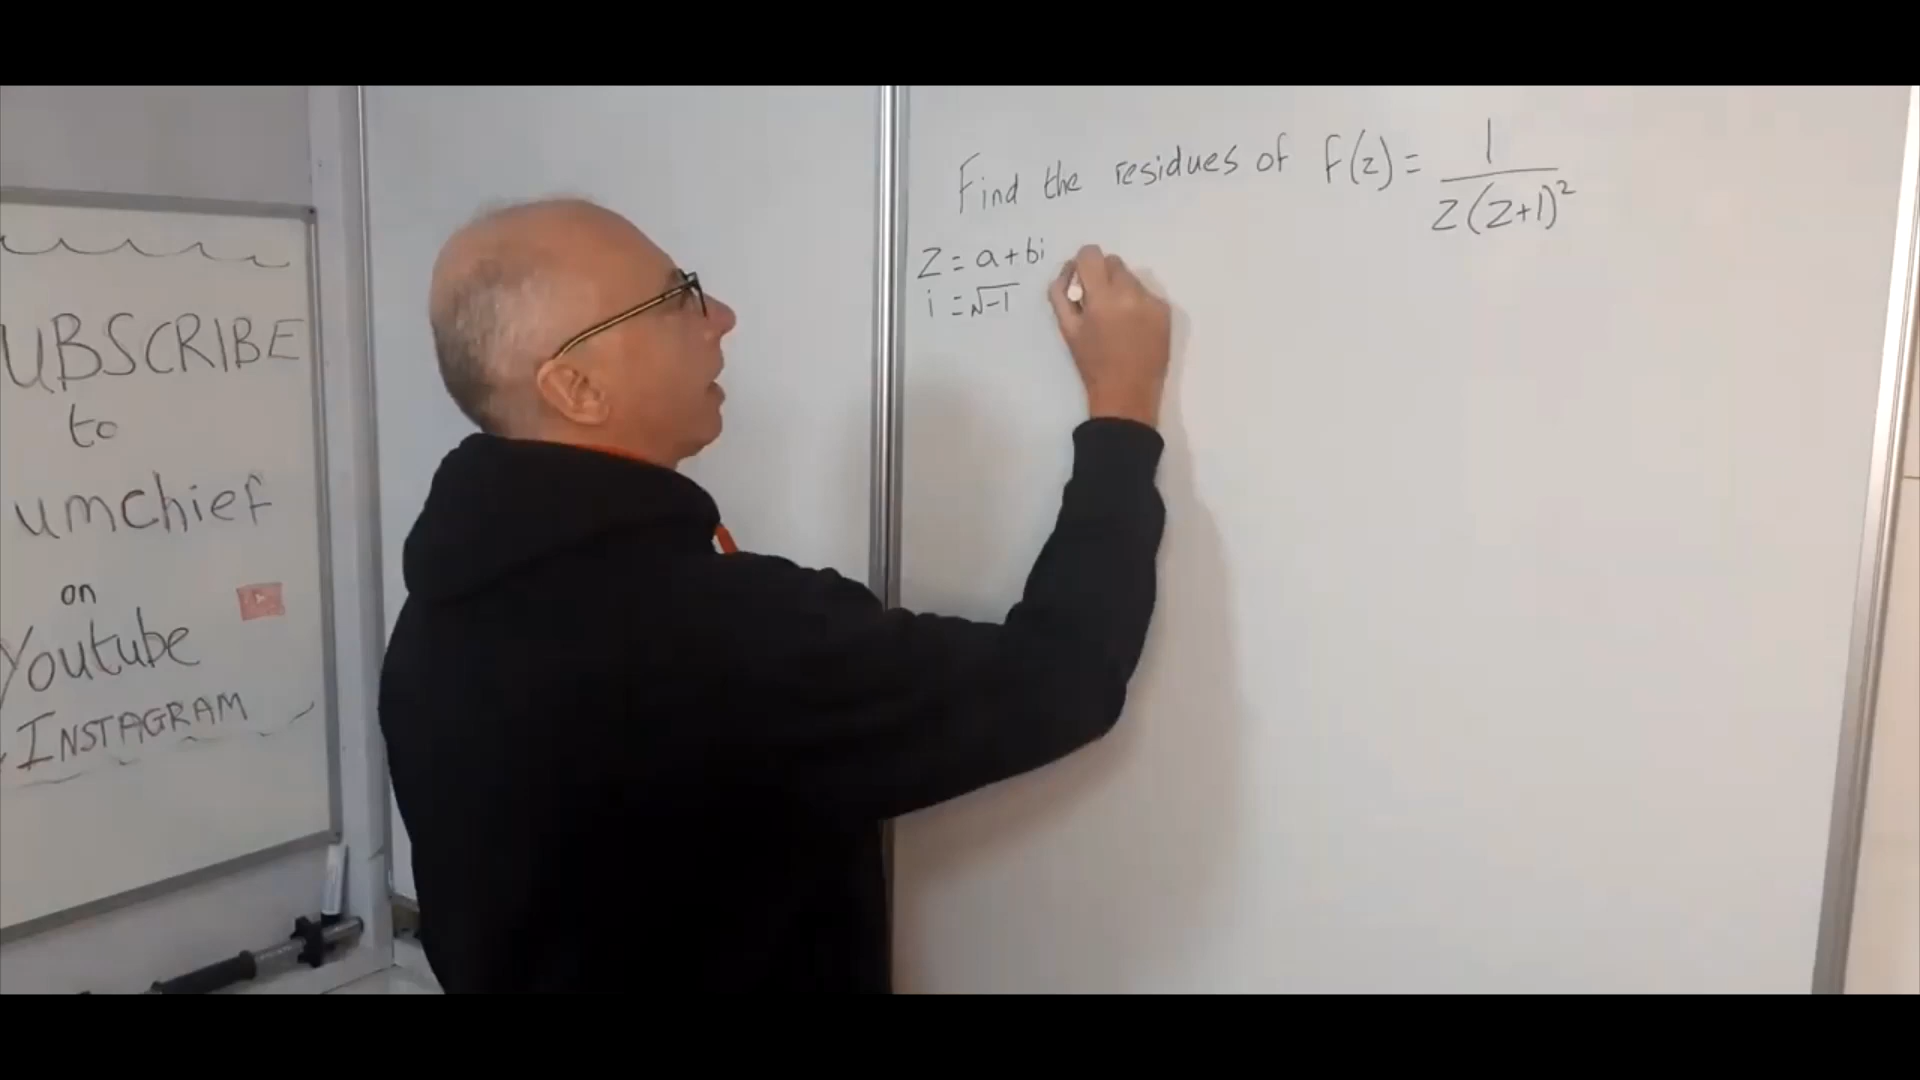 UBSCRIBE
to
umchief
on
Youtube
INSTAGRAM
Find the residues of f(z) = 1/(z(z+1)²)
z = a + bi
i = √-1